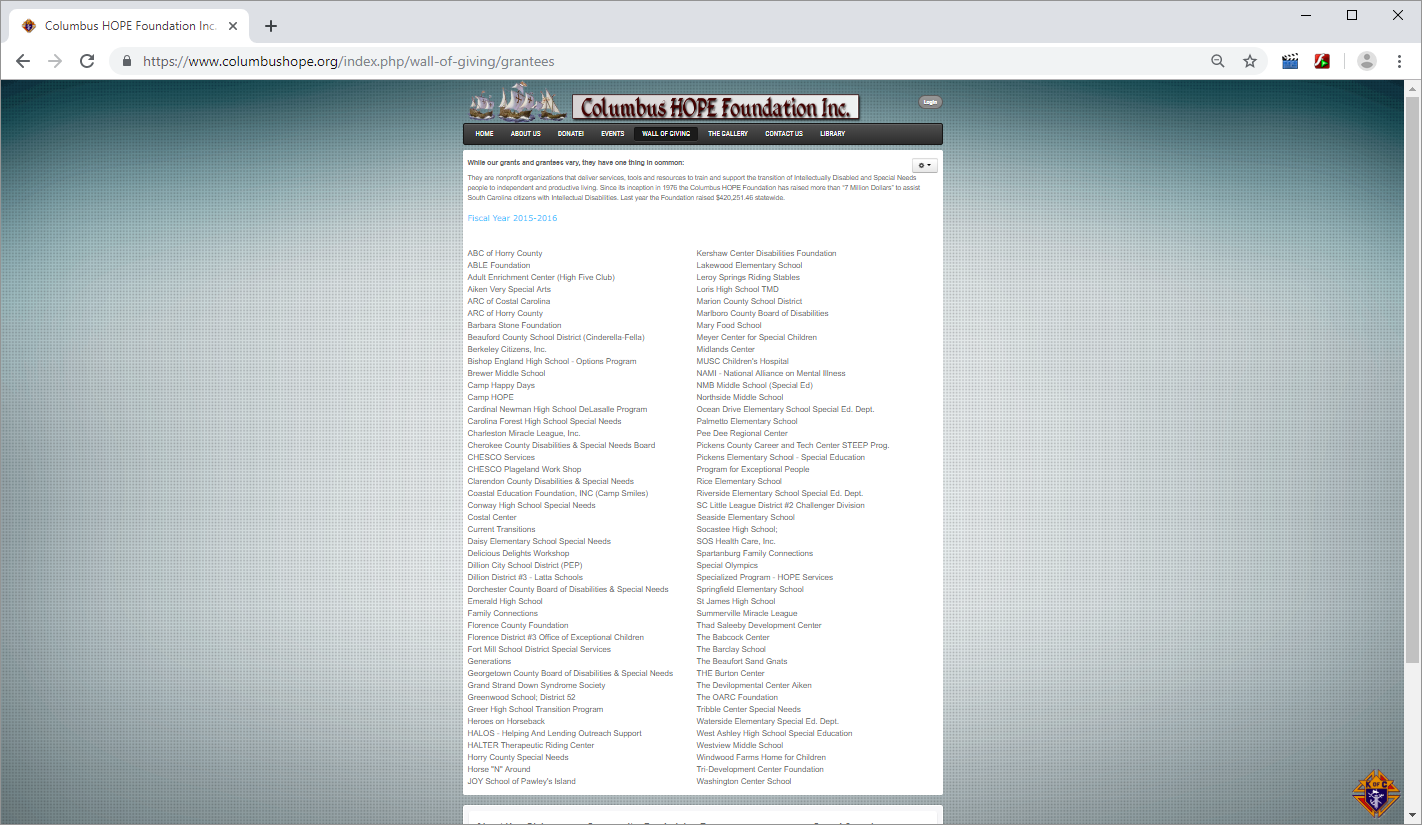 Columbus HOPE Foundation Inc.
https://www.columbushope.org/index.php/wall-of-giving/grantees
Columbus HOPE Foundation Inc.
Login
HOME ABOUT US DONATE! EVENTS WALL OF GIVING THE GALLERY CONTACT US LIBRARY
While our grants and grantees vary, they have one thing in common:
They are nonprofit organizations that deliver services, tools and resources to train and support the transition of Intellectually Disabled and Special Needs
people to independent and productive living. Since its inception in 1976 the Columbus HOPE Foundation has raised more than "7 Million Dollars" to assist
South Carolina citizens with Intellectual Disabilities. Last year the Foundation raised $420,251.46 statewide.
Fiscal Year 2015-2016
ABC of Horry County
ABLE Foundation
Adult Enrichment Center (High Five Club)
Aiken Very Special Arts
ARC of Costal Carolina
ARC of Horry County
Barbara Stone Foundation
Beauford County School District (Cinderella-Fella)
Berkeley Citizens, Inc.
Bishop England High School - Options Program
Brewer Middle School
Camp Happy Days
Camp HOPE
Cardinal Newman High School DeLasalle Program
Carolina Forest High School Special Needs
Charleston Miracle League, Inc.
Cherokee County Disabilities & Special Needs Board
CHESCO Services
CHESCO Plageland Work Shop
Clarendon County Disabilities & Special Needs
Coastal Education Foundation, INC (Camp Smiles)
Conway High School Special Needs
Costal Center
Current Transitions
Daisy Elementary School Special Needs
Delicious Delights Workshop
Dillion City School District (PEP)
Dillion District #3 - Latta Schools
Dorchester County Board of Disabilities & Special Needs
Emerald High School
Family Connections
Florence County Foundation
Florence District #3 Office of Exceptional Children
Fort Mill School District Special Services
Generations
Georgetown County Board of Disabilities & Special Needs
Grand Strand Down Syndrome Society
Greenwood School; District 52
Greer High School Transition Program
Heroes on Horseback
HALOS - Helping And Lending Outreach Support
HALTER Therapeutic Riding Center
Horry County Special Needs
Horse "N" Around
JOY School of Pawley's Island
Kershaw Center Disabilities Foundation
Lakewood Elementary School
Leroy Springs Riding Stables
Loris High School TMD
Marion County School District
Marlboro County Board of Disabilities
Mary Food School
Meyer Center for Special Children
Midlands Center
MUSC Children's Hospital
NAMI - National Alliance on Mental Illness
NMB Middle School (Special Ed)
Northside Middle School
Ocean Drive Elementary School Special Ed. Dept.
Palmetto Elementary School
Pee Dee Regional Center
Pickens County Career and Tech Center STEEP Prog.
Pickens Elementary School - Special Education
Program for Exceptional People
Rice Elementary School
Riverside Elementary School Special Ed. Dept.
SC Little League District #2 Challenger Division
Seaside Elementary School
Socastee High School;
SOS Health Care, Inc.
Spartanburg Family Connections
Special Olympics
Specialized Program - HOPE Services
Springfield Elementary School
St James High School
Summerville Miracle League
Thad Saleeby Development Center
The Babcock Center
The Barclay School
The Beaufort Sand Gnats
THE Burton Center
The Devilopmental Center Aiken
The OARC Foundation
Tribble Center Special Needs
Waterside Elementary Special Ed. Dept.
West Ashley High School Special Education
Westview Middle School
Windwood Farms Home for Children
Tri-Development Center Foundation
Washington Center School
K OF C